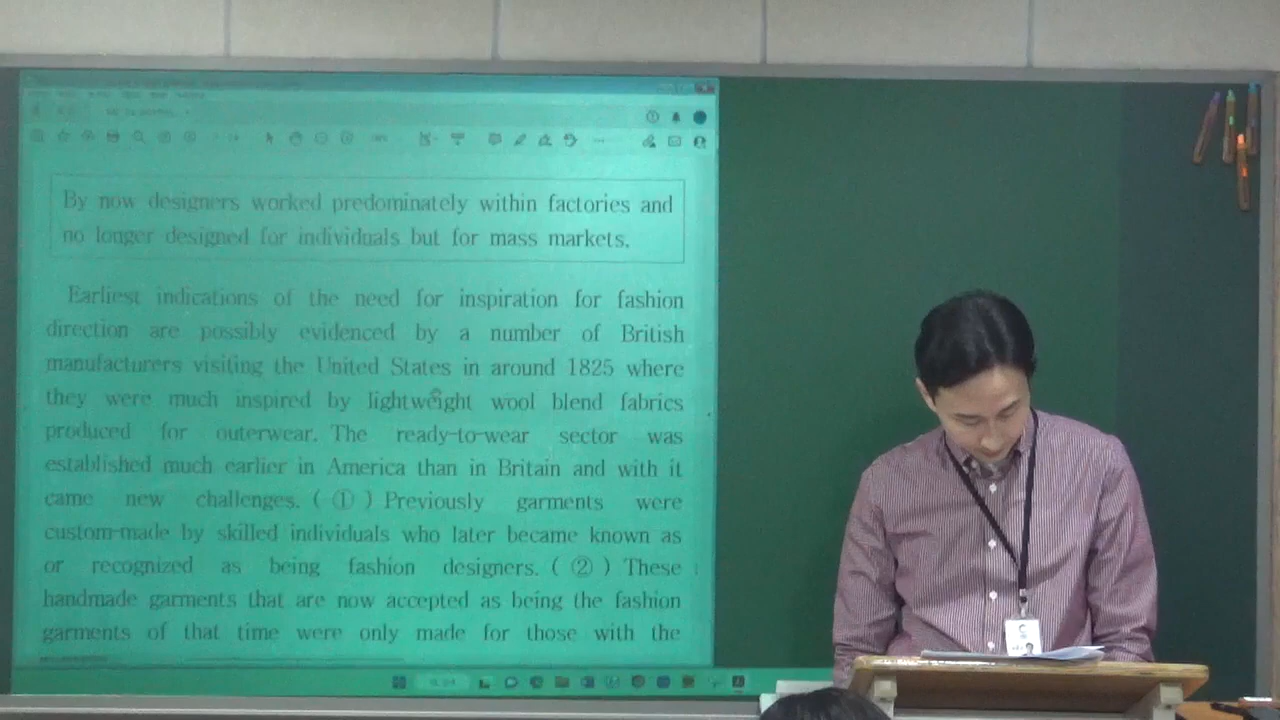 By now designers worked predominately within factories and
no longer designed for individuals but for mass markets.
Earliest indications of the need for inspiration for fashion
direction are possibly evidenced by a number of British
manufacturers visiting the United States in around 1825 where
they were much inspired by lightweight wool blend fabrics
produced for outerwear. The ready-to-wear sector was
established much earlier in America than in Britain and with it
came new challenges. ( ① ) Previously garments were
custom-made by skilled individuals who later became known as
or recognized as being fashion designers. ( ② ) These
handmade garments that are now accepted as being the fashion
garments of that time were only made for those with the